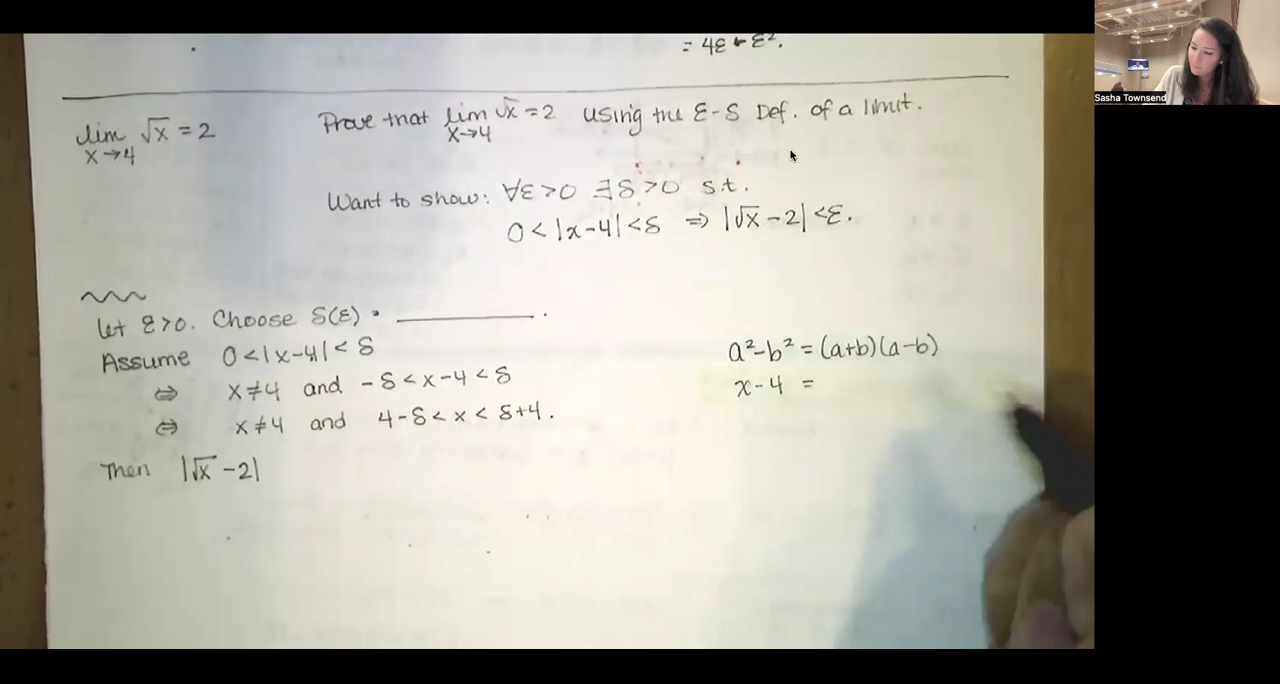 = 4ε + ε².
lim √x = 2
x→4
Prove that lim √x = 2 using the ε-δ Def. of a limit.
x→4
Want to show: ∀ε>0 ∃δ>0 s.t.
0<|x-4|<δ ⇒ |√x-2|<ε.
Let ε>0. Choose δ(ε) = ________.
Assume 0<|x-4|<δ
⇔ x≠4 and -δ<x-4<δ
⇔ x≠4 and 4-δ<x<δ+4.
Then |√x-2|
a²-b² = (a+b)(a-b)
x-4 =
Sasha Townsend